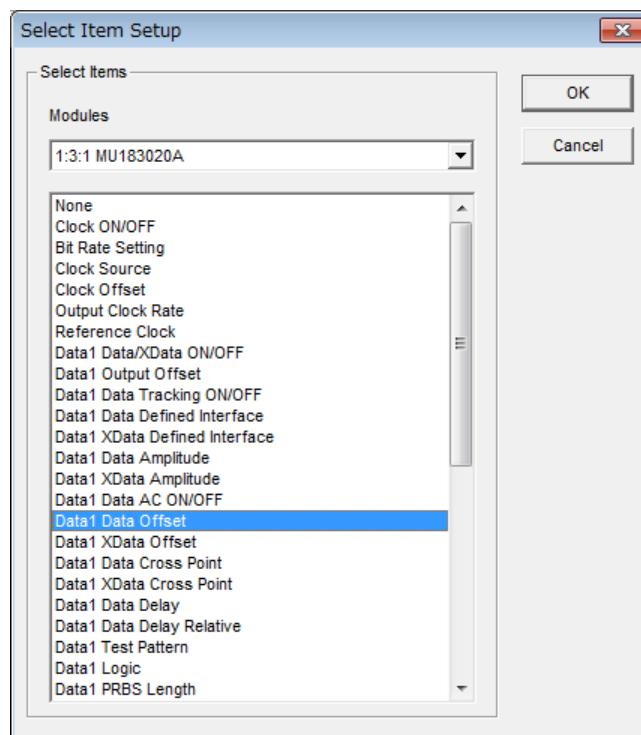 Select Item Setup
Select Items
OK
Modules
Cancel
1:3:1 MU183020A
None
Clock ON/OFF
Bit Rate Setting
Clock Source
Clock Offset
Output Clock Rate
Reference Clock
Data1 Data/XData ON/OFF
Data1 Output Offset
Data1 Data Tracking ON/OFF
Data1 Data Defined Interface
Data1 XData Defined Interface
Data1 Data Amplitude
Data1 XData Amplitude
Data1 Data AC ON/OFF
Data1 Data Offset
Data1 XData Offset
Data1 Data Cross Point
Data1 XData Cross Point
Data1 Data Delay
Data1 Data Delay Relative
Data1 Test Pattern
Data1 Logic
Data1 PRBS Length